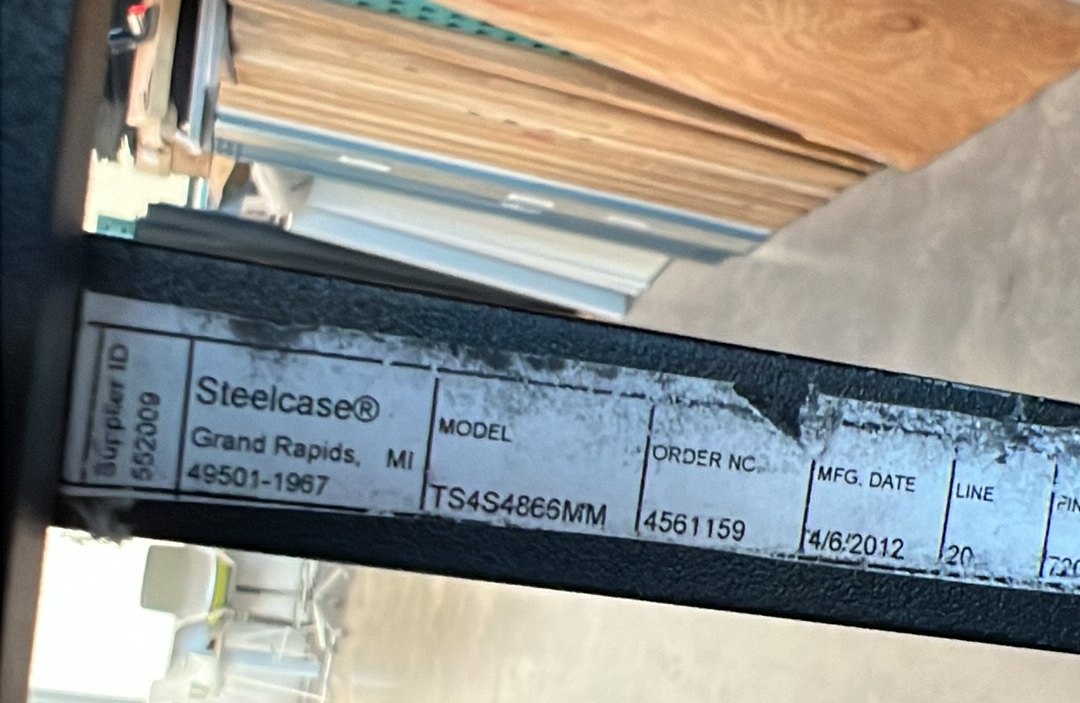 Supplier ID
552009
Steelcase®
Grand Rapids, MI
49501-1967
MODEL
TS4S4866MM
ORDER NO.
4561159
MFG. DATE
4/6/2012
LINE
20